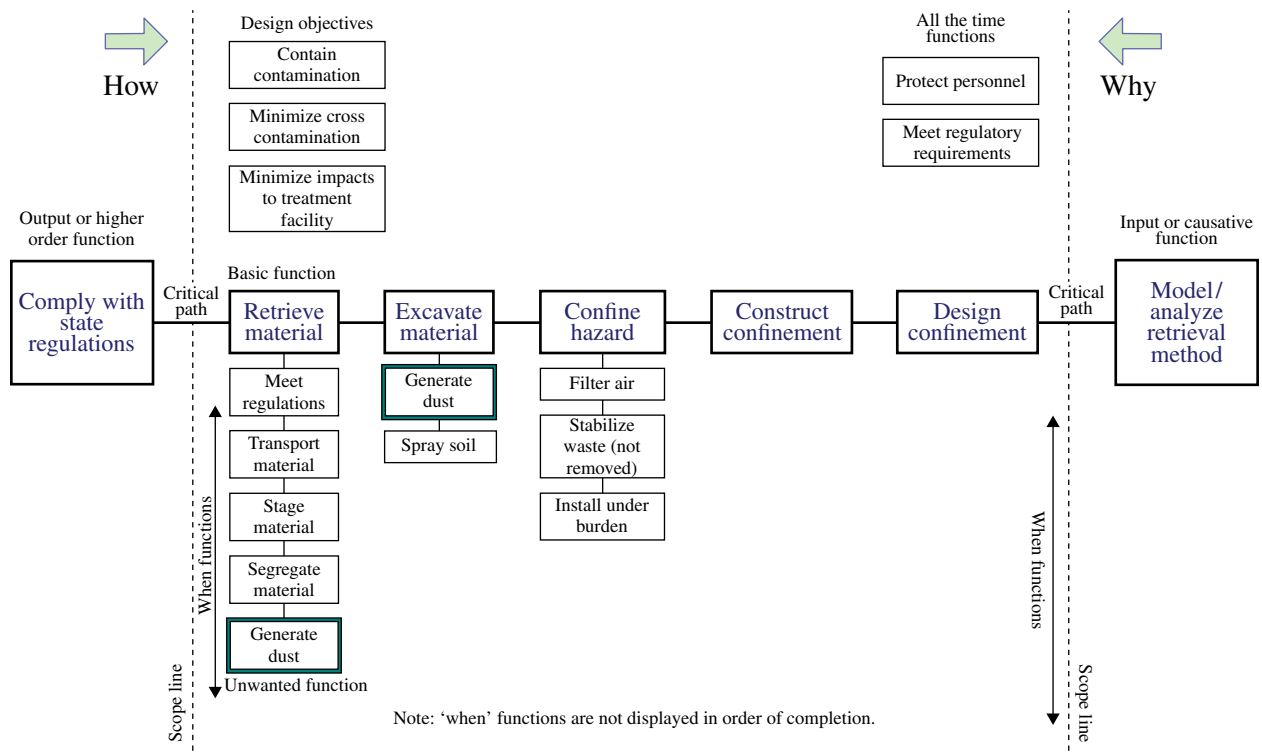 Design objectives
Contain
contamination
Minimize cross
contamination
Minimize impacts
to treatment
facility
All the time
functions
Protect personnel
Meet regulatory
requirements
How
Why
Output or higher
order function
Comply with
state
regulations
Critical
path
Basic function
Retrieve
material
Excavate
material
Confine
hazard
Construct
confinement
Design
confinement
Critical
path
Input or causative
function
Model/
analyze
retrieval
method
Meet
regulations
Transport
material
Stage
material
Segregate
material
Generate
dust
Unwanted function
Generate
dust
Spray soil
Filter air
Stabilize
waste (not
removed)
Install under
burden
When functions
When functions
Scope line
Scope line
Note: ‘when’ functions are not displayed in order of completion.